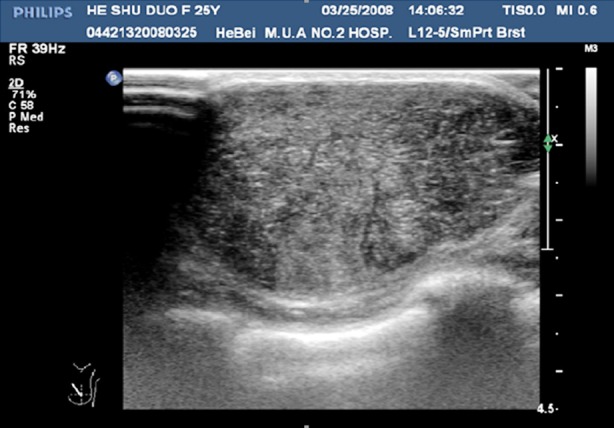 PHILIPS HE SHU DUO F 25Y 03/25/2008 14:06:32 TIS0.0 MI 0.6
04421320080325 HeBei M.U.A NO.2 HOSP. L12-5/SmPrt Brst
FR 39Hz
RS
M3
P
2D
71%
C 58
P Med
Res
X
4.5